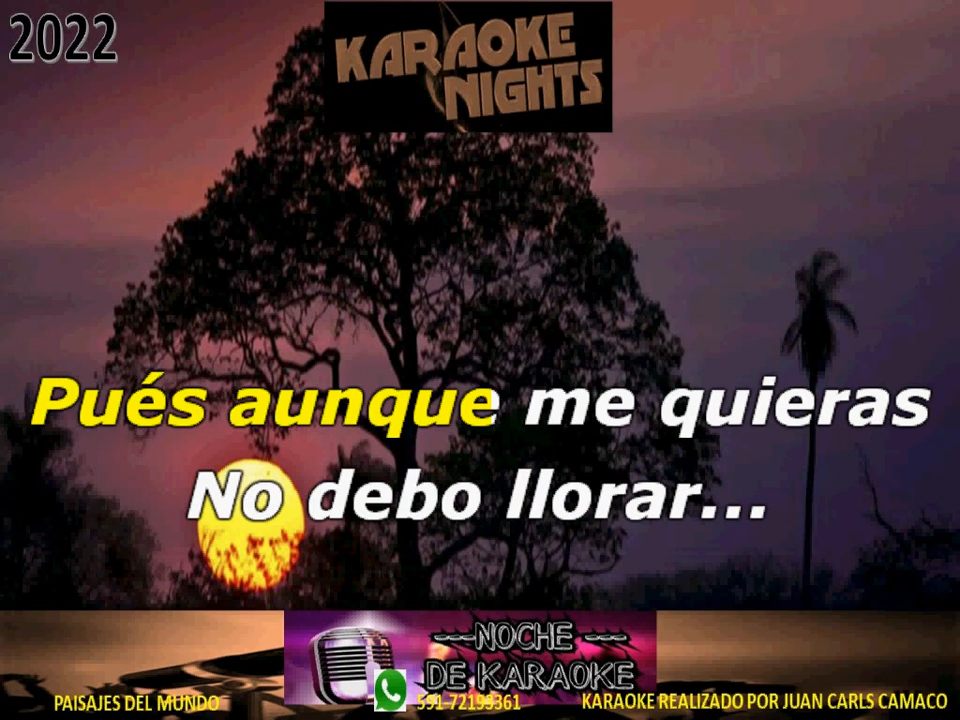 2022
KARAOKE
NIGHTS
Pués aunque me quieras
No debo llorar...
---NOCHE ---
DE KARAOKE
PAISAJES DEL MUNDO
591-72199361
KARAOKE REALIZADO POR JUAN CARLS CAMACO